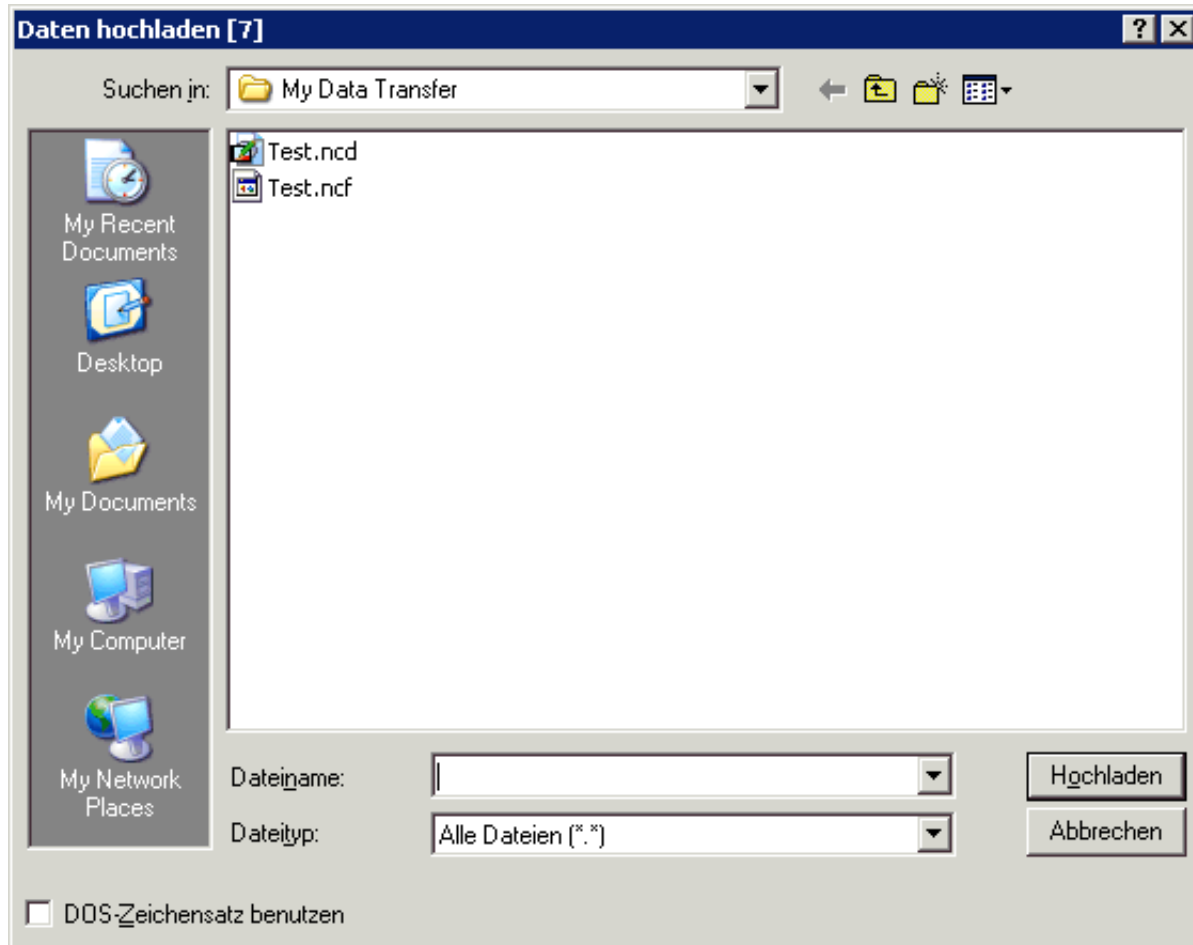 Daten hochladen [7]
Suchen in:
My Data Transfer
My Recent
Documents
Desktop
My Documents
My Computer
My Network
Places
Test.ncd
Test.ncf
Dateiname:
Hochladen
Dateityp:
Alle Dateien (*.*)
Abbrechen
DOS-Zeichensatz benutzen